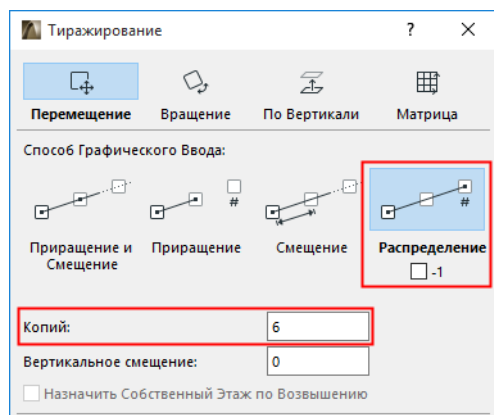 Тиражирование ?
Перемещение Вращение По Вертикали Матрица
Способ Графического Ввода:
# #
Приращение и Смещение Приращение Смещение Распределение
-1
Копий: 6
Вертикальное смещение: 0
Назначить Собственный Этаж по Возвышению